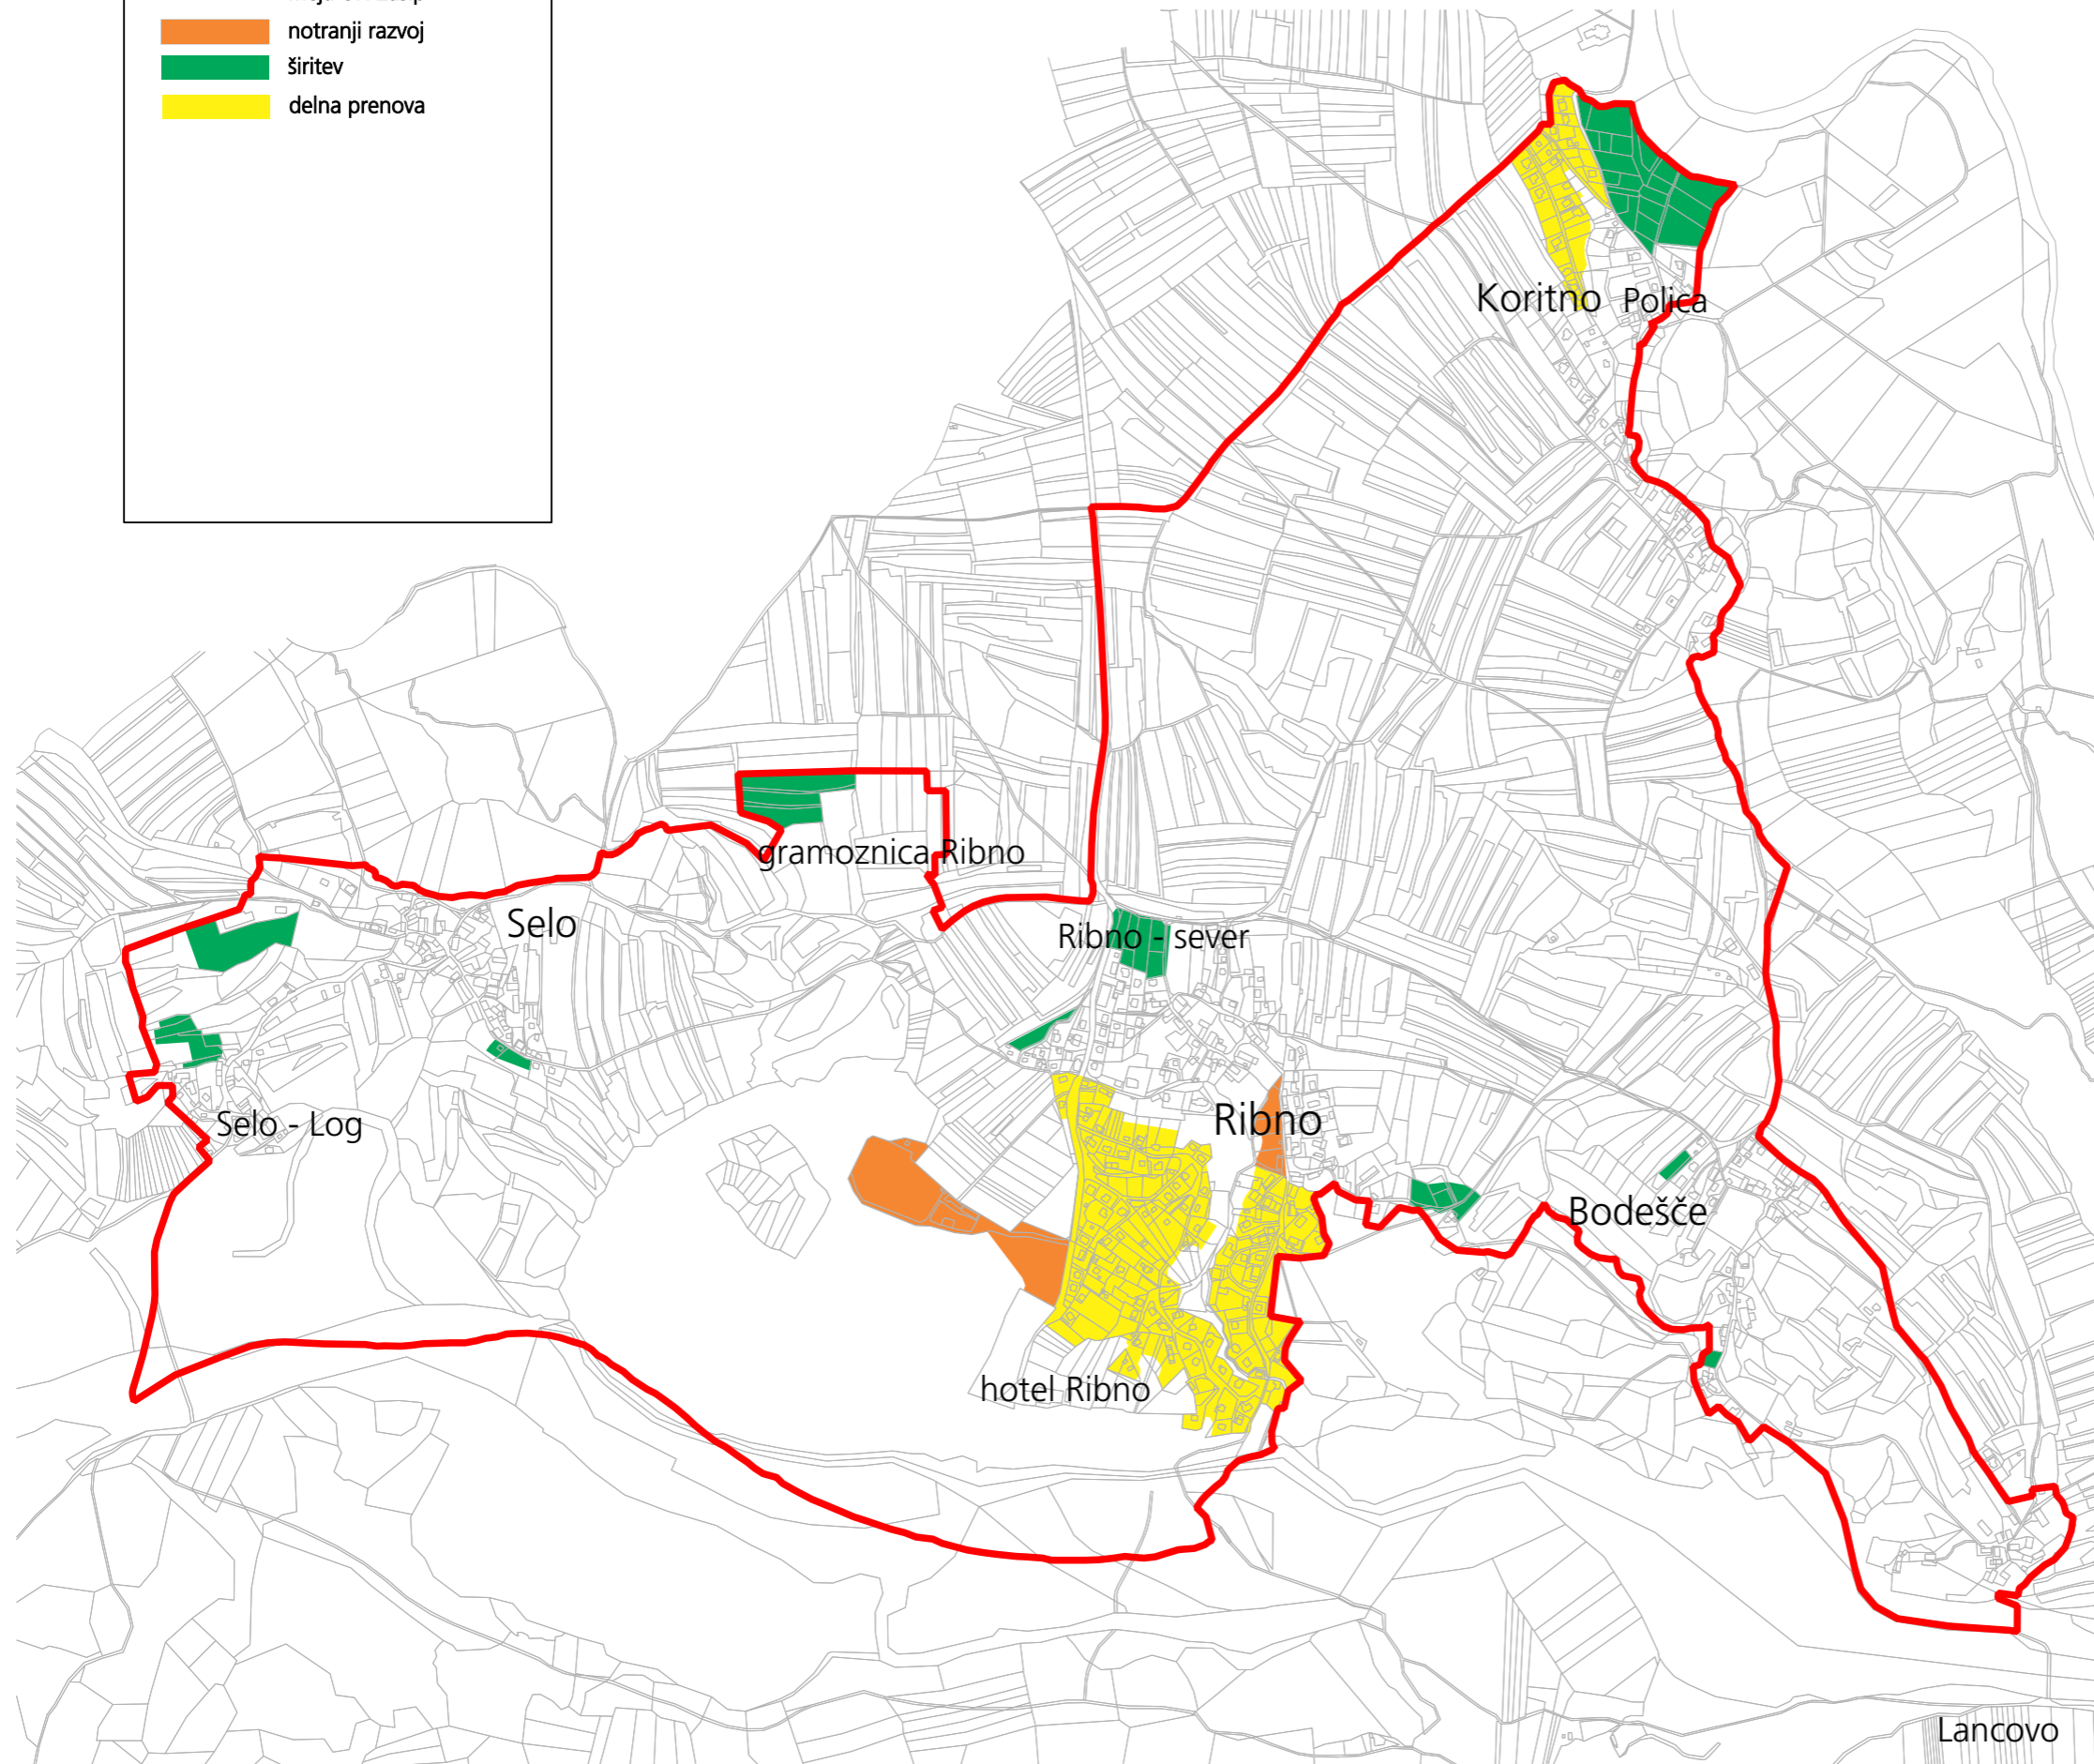 notranji razvoj
širitev
delna prenova
Koritno
Polica
gramoznica Ribno
Selo
Ribno - sever
Selo - Log
Ribno
Bodešče
hotel Ribno
Lancovo